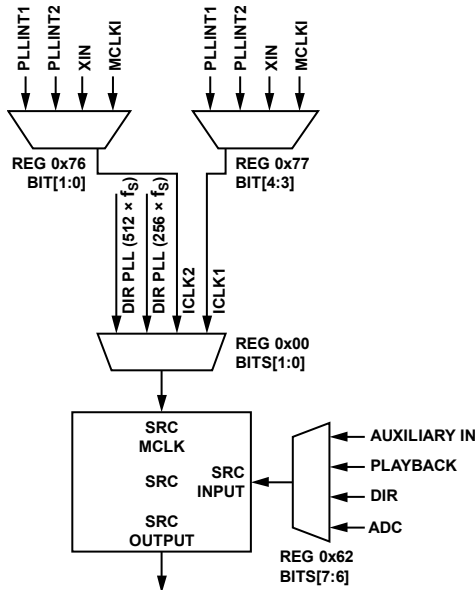 PLLINT1
PLLINT2
XIN
MCLKI
PLLINT1
PLLINT2
XIN
MCLKI
REG 0x76
BIT[1:0]
REG 0x77
BIT[4:3]
DIR PLL (512 × fS)
DIR PLL (256 × fS)
ICLK2
ICLK1
REG 0x00
BITS[1:0]
SRC
MCLK
SRC
SRC
INPUT
SRC
OUTPUT
AUXILIARY IN
PLAYBACK
DIR
ADC
REG 0x62
BITS[7:6]